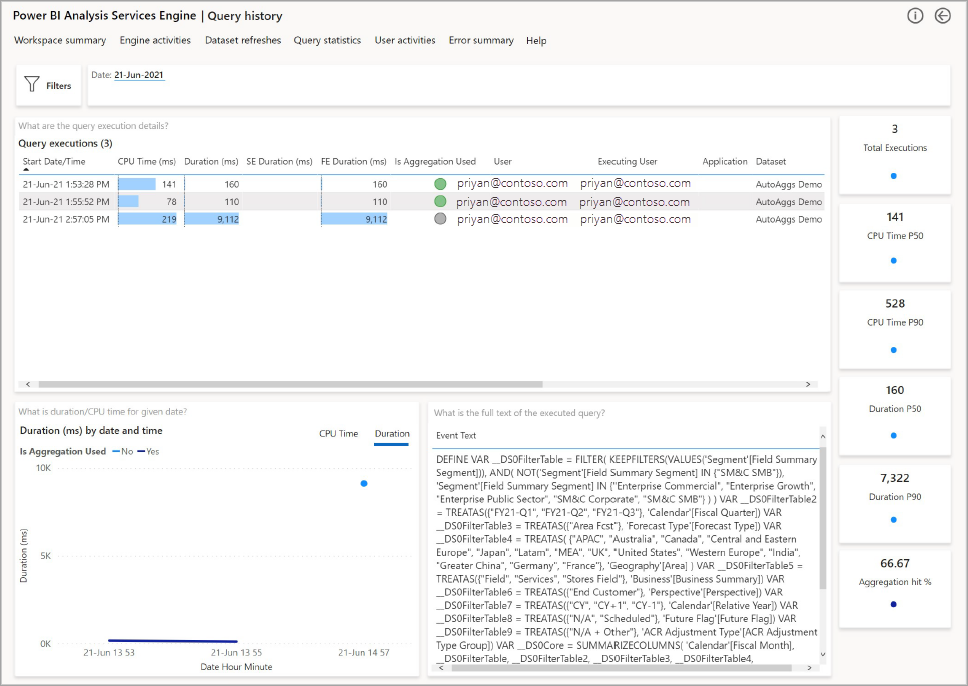 Power BI Analysis Services Engine | Query history
Workspace summary Engine activities Dataset refreshes Query statistics User activities Error summary Help
Filters
Date: 21-Jun-2021
What are the query execution details?
Query executions (3)
Start Date/Time CPU Time (ms) Duration (ms) SE Duration (ms) FE Duration (ms) Is Aggregation Used User Executing User Application Dataset
21-Jun-21 1:53:28 PM 141 160 160 priyan@contoso.com priyan@contoso.com AutoAggs Demo
21-Jun-21 1:55:52 PM 78 110 110 priyan@contoso.com priyan@contoso.com AutoAggs Demo
21-Jun-21 2:57:05 PM 219 9,112 9,112 priyan@contoso.com priyan@contoso.com AutoAggs Demo
3
Total Executions
141
CPU Time P50
528
CPU Time P90
160
Duration P50
7,322
Duration P90
66.67
Aggregation hit %
What is duration/CPU time for given date?
Duration (ms) by date and time
CPU Time Duration
Is Aggregation Used No Yes
10K
5K
0K
Duration (ms)
21-Jun 13 53 21-Jun 13 55 21-Jun 14 57
Date Hour Minute
What is the full text of the executed query?
Event Text
DEFINE VAR __DS0FilterTable = FILTER( KEEPFILTERS(VALUES('Segment'[Field Summary
Segment])), AND( NOT('Segment'[Field Summary Segment] IN {"SM&C SMB"}),
'Segment'[Field Summary Segment] IN {"Enterprise Commercial", "Enterprise Growth",
"Enterprise Public Sector", "SM&C Corporate", "SM&C SMB"} ) ) VAR __DS0FilterTable2
= TREATAS({"FY21-Q1", "FY21-Q2", "FY21-Q3"}, 'Calendar'[Fiscal Quarter]) VAR
__DS0FilterTable3 = TREATAS({"Area Fcst"}, 'Forecast Type'[Forecast Type]) VAR
__DS0FilterTable4 = TREATAS( {"APAC", "Australia", "Canada", "Central and Eastern
Europe", "Japan", "Latam", "MEA", "UK", "United States", "Western Europe", "India",
"Greater China", "Germany", "France"}, 'Geography'[Area] ) VAR __DS0FilterTable5 =
TREATAS({"Field", "Services", "Stores Field"}, 'Business'[Business Summary]) VAR
__DS0FilterTable6 = TREATAS({"End Customer"}, 'Perspective'[Perspective]) VAR
__DS0FilterTable7 = TREATAS({"CY", "CY+1", "CY-1"}, 'Calendar'[Relative Year]) VAR
__DS0FilterTable8 = TREATAS({"N/A", "Scheduled"}, 'Future Flag'[Future Flag]) VAR
__DS0FilterTable9 = TREATAS({"N/A + Other"}, 'ACR Adjustment Type'[ACR Adjustment
Type Group]) VAR __DS0Core = SUMMARIZECOLUMNS( 'Calendar'[Fiscal Month],
__DS0FilterTable, __DS0FilterTable2, __DS0FilterTable3, __DS0FilterTable4,